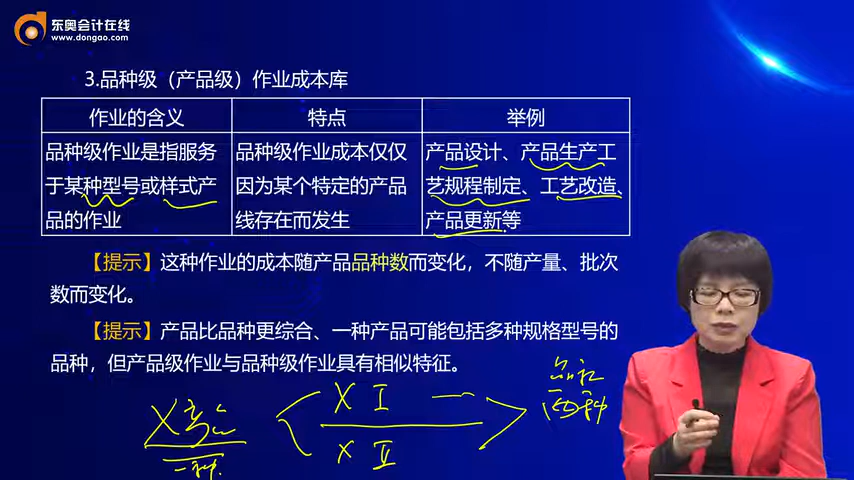 东奥会计在线
www.dongao.com
3.品种级（产品级）作业成本库
作业的含义
特点
举例
品种级作业是指服务
于某种型号或样式产
品的作业
品种级作业成本仅仅
因为某个特定的产品
线存在而发生
产品设计、产品生产工
艺规程制定、工艺改造、
产品更新等
【提示】这种作业的成本随产品品种数而变化，不随产量、批次
数而变化。
【提示】产品比品种更综合、一种产品可能包括多种规格型号的
品种，但产品级作业与品种级作业具有相似特征。
X I
X II
一种
两种